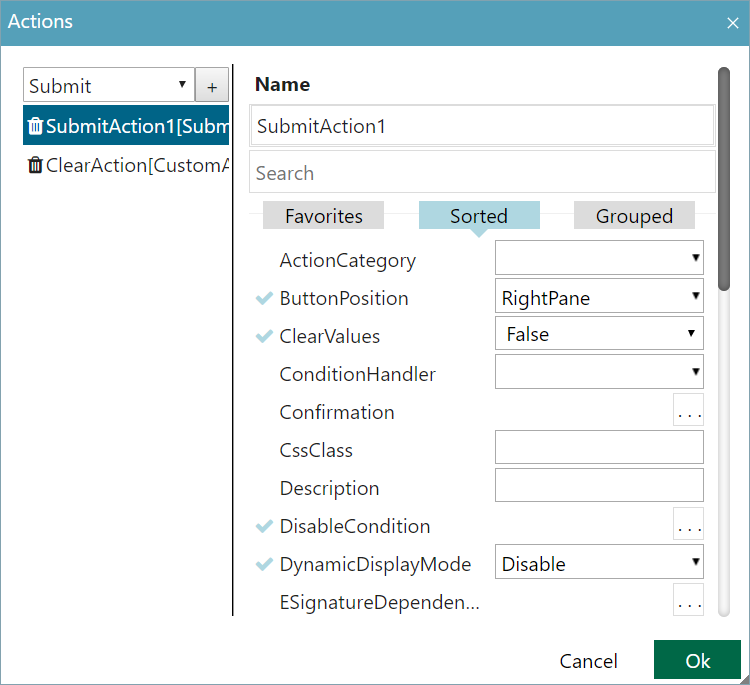 Actions
Submit
+
SubmitAction1[Subm
ClearAction[CustomA
Name
SubmitAction1
Search
Favorites Sorted Grouped
ActionCategory
ButtonPosition RightPane
ClearValues False
ConditionHandler
Confirmation ...
CssClass
Description
DisableCondition ...
DynamicDisplayMode Disable
ESignatureDependen... ...
Cancel Ok